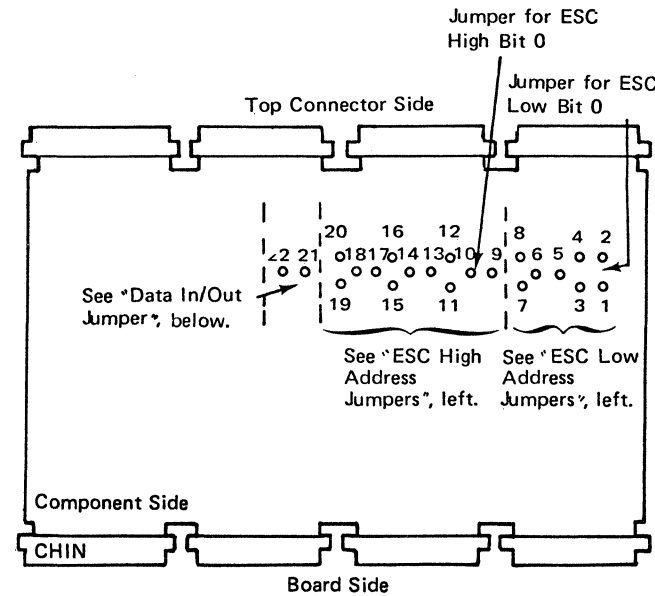 Jumper for ESC
High Bit 0
Jumper for ESC
Low Bit 0
Top Connector Side
20 16 12 8 4 2
22 21 18 17 14 13 10 9 6 5
19 15 11 7 3 1
See "Data In/Out
Jumper", below.
See "ESC High
Address
Jumpers", left.
See "ESC Low
Address
Jumpers", left.
Component Side
CHIN
Board Side